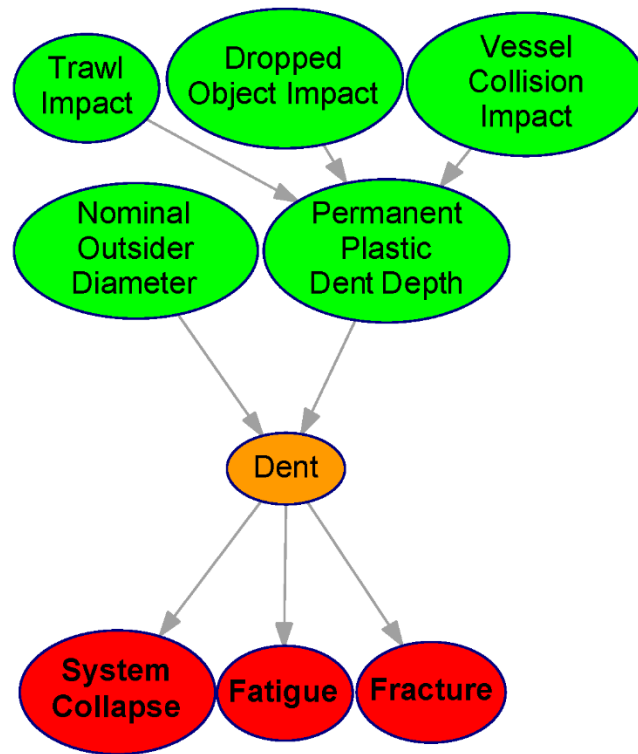 Trawl
Impact
Dropped
Object Impact
Vessel
Collision
Impact
Nominal
Outsider
Diameter
Permanent
Plastic
Dent Depth
Dent
System
Collapse
Fatigue
Fracture